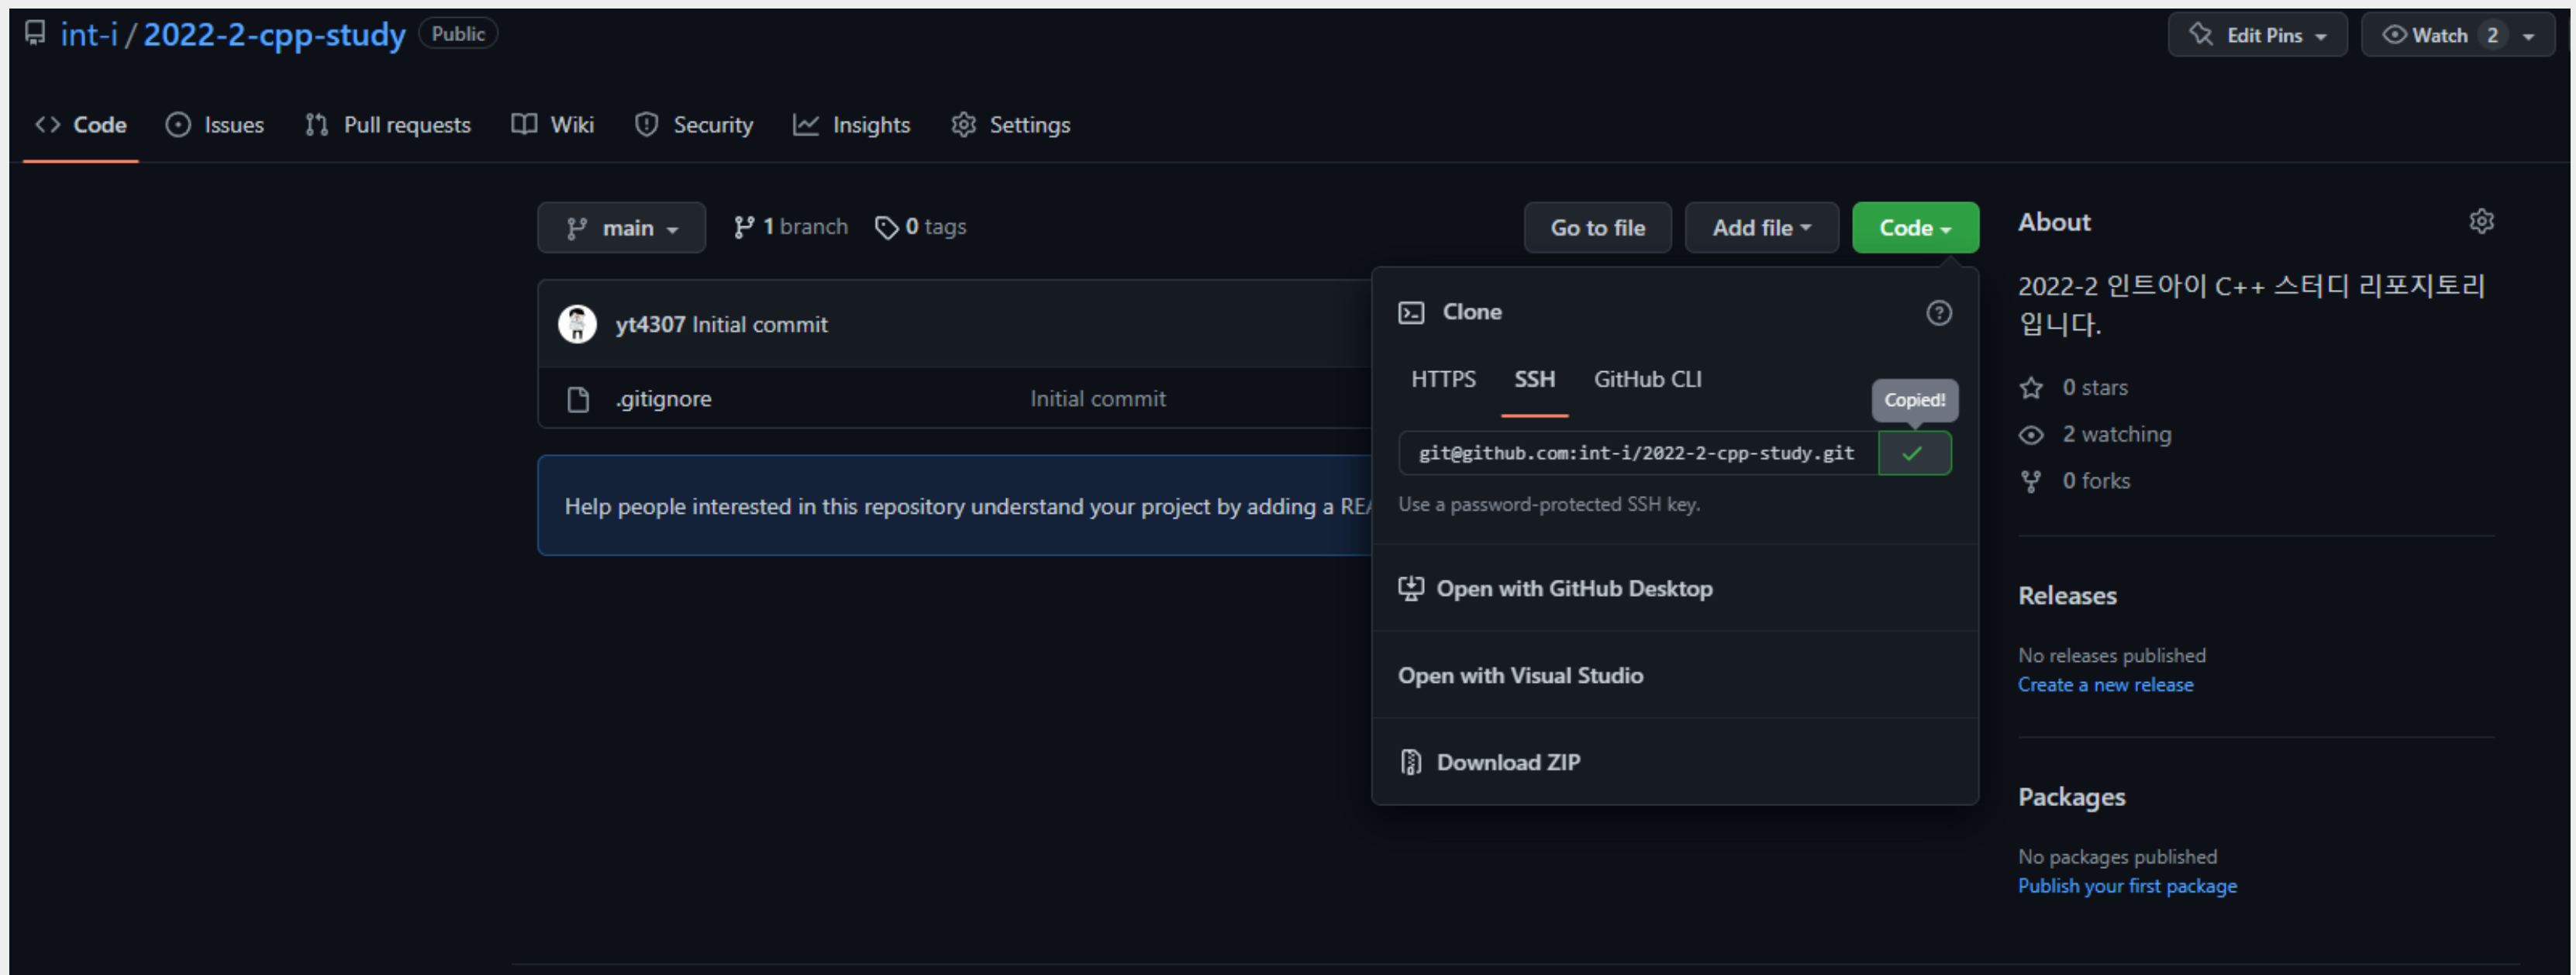 int-i / 2022-2-cpp-study Public
Edit Pins
Watch 2
Code Issues Pull requests Wiki Security Insights Settings
main 1 branch 0 tags
Go to file Add file Code
yt4307 Initial commit
.gitignore Initial commit
Help people interested in this repository understand your project by adding a REA
Clone
HTTPS SSH GitHub CLI
Copied!
git@github.com:int-i/2022-2-cpp-study.git
Use a password-protected SSH key.
Open with GitHub Desktop
Open with Visual Studio
Download ZIP
About
2022-2 인트아이 C++ 스터디 리포지토리
입니다.
0 stars
2 watching
0 forks
Releases
No releases published
Create a new release
Packages
No packages published
Publish your first package